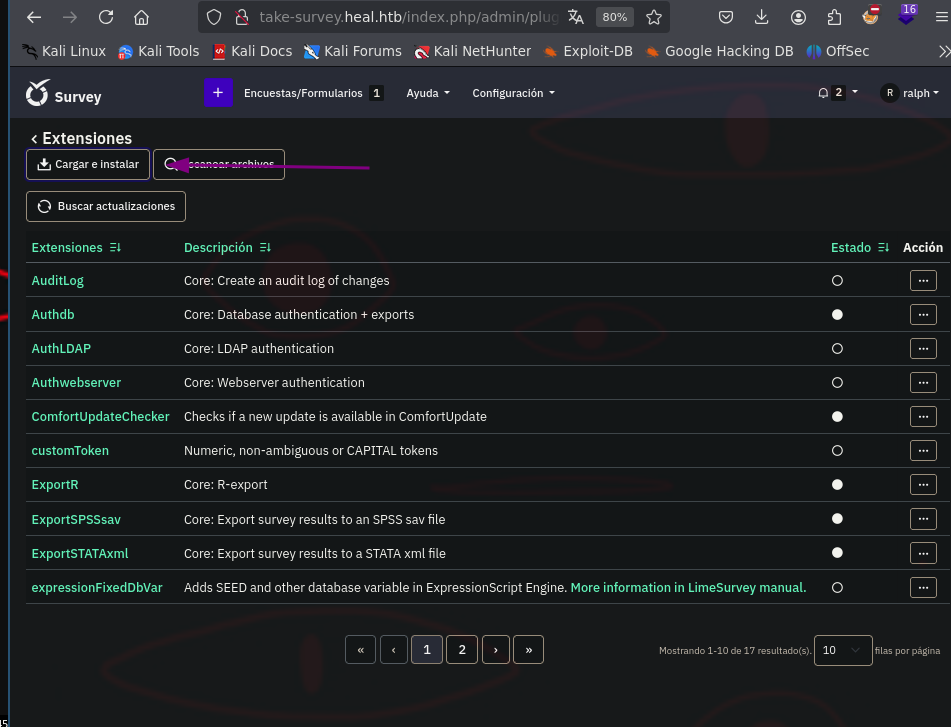 16
take-survey.heal.htb/index.php/admin/plug
80%
Kali Linux Kali Tools Kali Docs Kali Forums Kali NetHunter Exploit-DB Google Hacking DB OffSec
Survey
+ Encuestas/Formularios 1 Ayuda Configuración 2 R ralph
Extensiones
Cargar e instalar Escanear archivos
Buscar actualizaciones
Extensiones Descripción Estado Acción
AuditLog Core: Create an audit log of changes ...
Authdb Core: Database authentication + exports ...
AuthLDAP Core: LDAP authentication ...
Authwebserver Core: Webserver authentication ...
ComfortUpdateChecker Checks if a new update is available in ComfortUpdate ...
customToken Numeric, non-ambiguous or CAPITAL tokens ...
ExportR Core: R-export ...
ExportSPSSsav Core: Export survey results to an SPSS sav file ...
ExportSTATAxml Core: Export survey results to a STATA xml file ...
expressionFixedDbVar Adds SEED and other database variable in ExpressionScript Engine. More information in LimeSurvey manual. ...
« ‹ 1 2 › » Mostrando 1-10 de 17 resultado(s). 10 filas por página